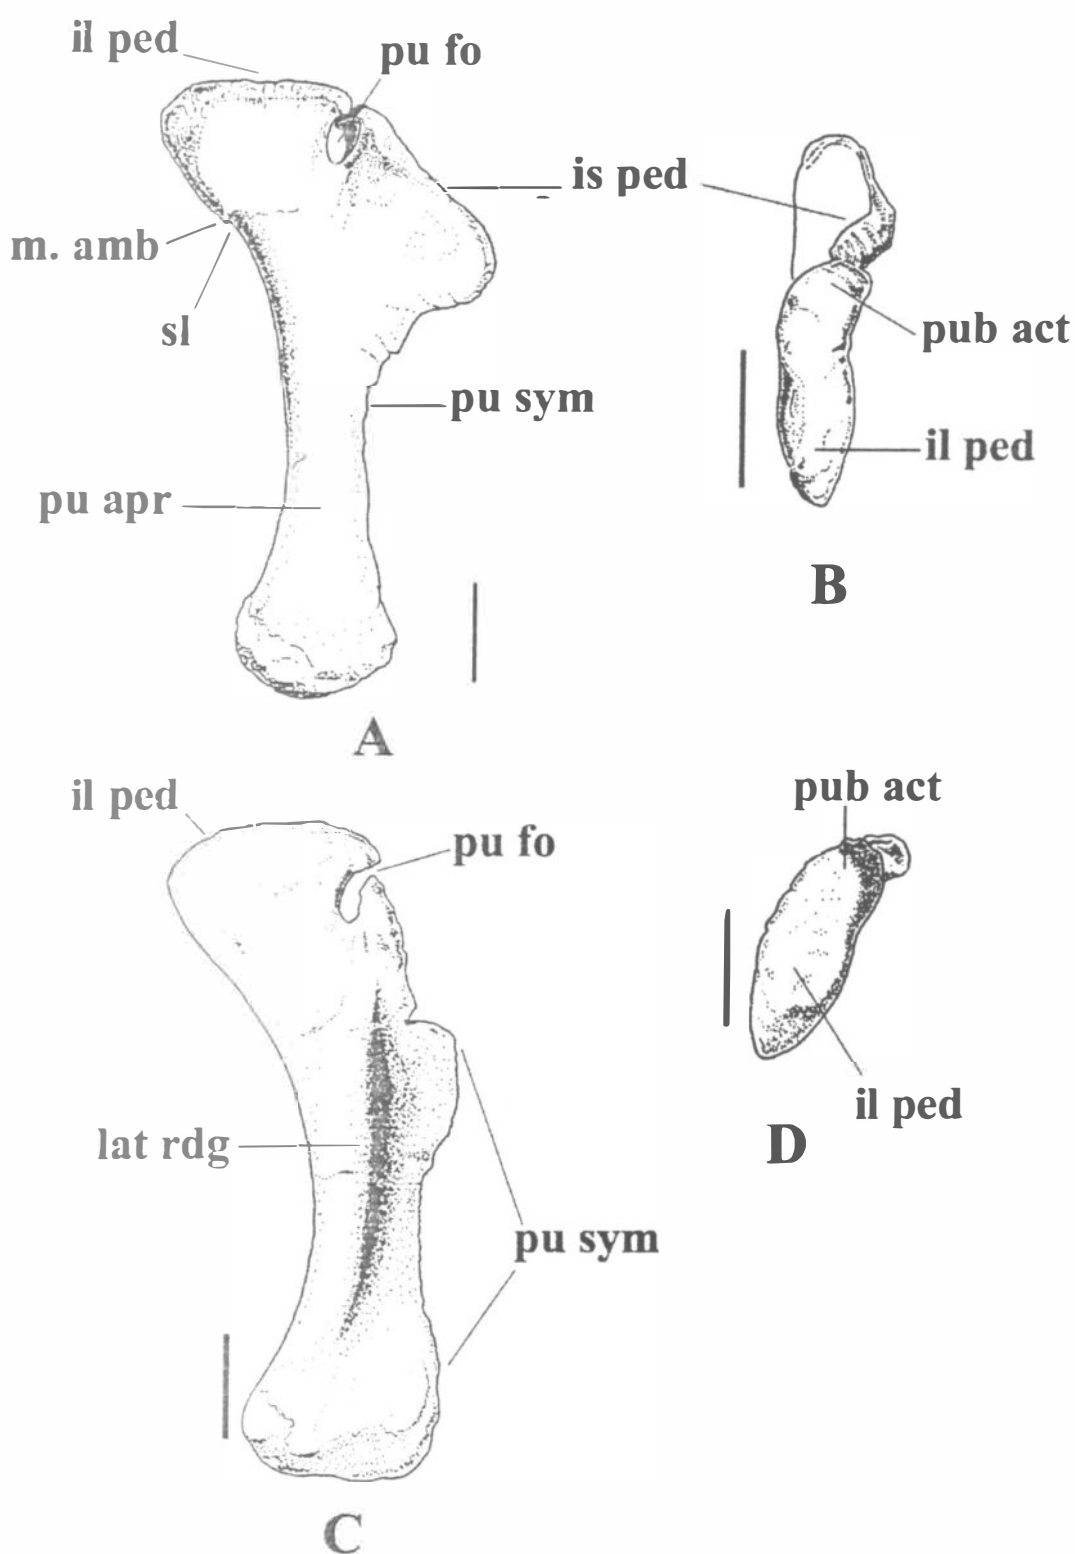 il ped
pu fo
is ped
m. amb
sl
pub act
pu sym
il ped
pu apr
B
A
il ped
pub act
pu fo
il ped
lat rdg
D
pu sym
C